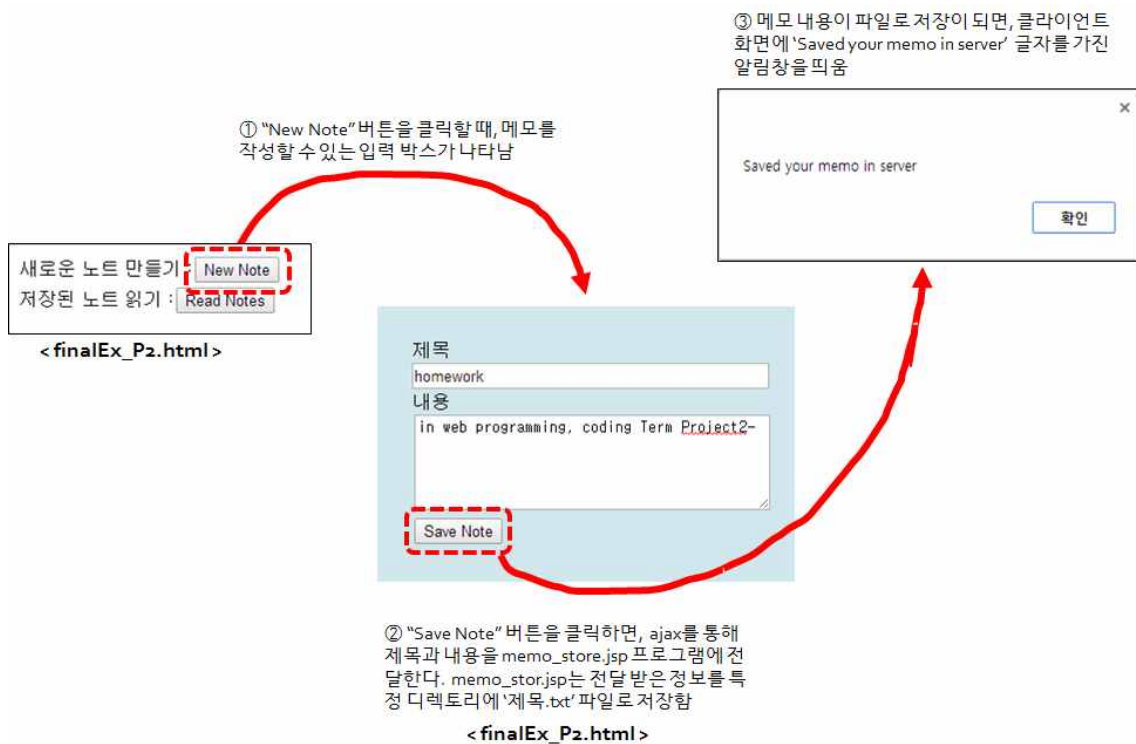 ③ 메모 내용이 파일로 저장이 되면, 클라이언트
화면에 ‘Saved your memo in server’ 글자를 가진
알림창을 띄움
×
Saved your memo in server
확인
① “New Note” 버튼을 클릭할 때, 메모를
작성할 수 있는 입력 박스가 나타남
새로운 노트 만들기 : New Note
저장된 노트 읽기 : Read Notes
< finalEx_P2.html >
제목
homework
내용
in web programming, coding Term Project2-
Save Note
② “Save Note” 버튼을 클릭하면, ajax를 통해
제목과 내용을 memo_store.jsp 프로그램에 전
달한다. memo_stor.jsp는 전달 받은 정보를 특
정 디렉토리에 ‘제목.txt’ 파일로 저장함
< finalEx_P2.html >